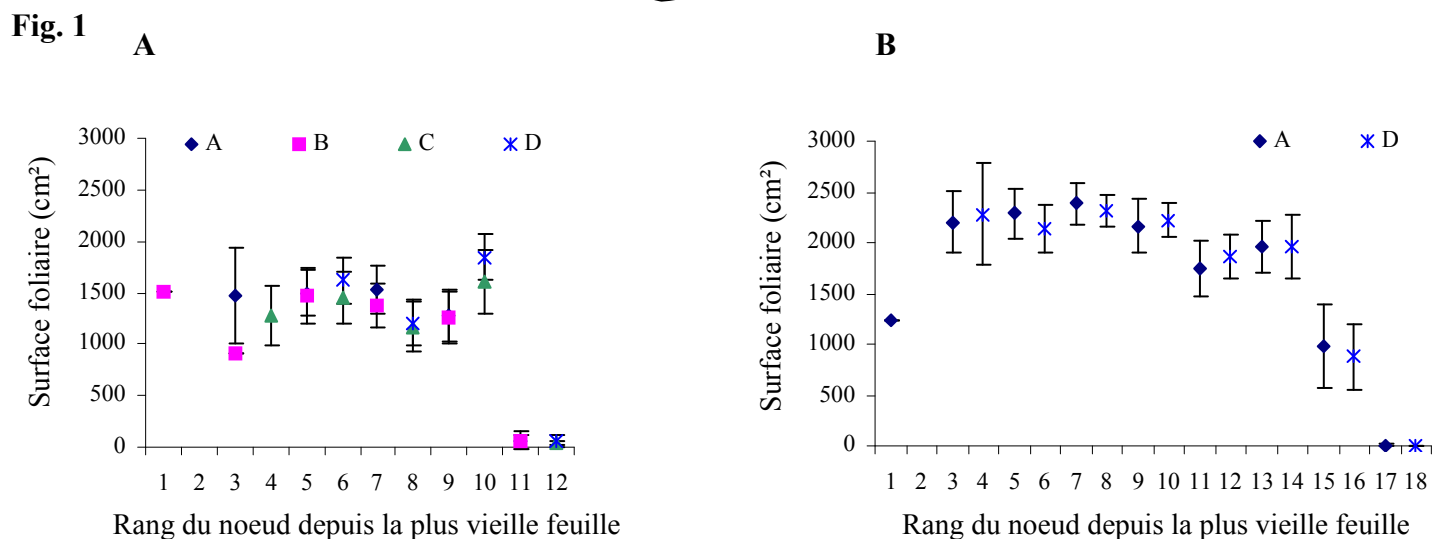 Fig. 1
A
B
A B C D
3000
2500
2000
1500
1000
500
0
Surface foliaire (cm²)
1 2 3 4 5 6 7 8 9 10 11 12
Rang du noeud depuis la plus vieille feuille
A D
3000
2500
2000
1500
1000
500
0
Surface foliaire (cm²)
1 2 3 4 5 6 7 8 9 10 11 12 13 14 15 16 17 18
Rang du noeud depuis la plus vieille feuille